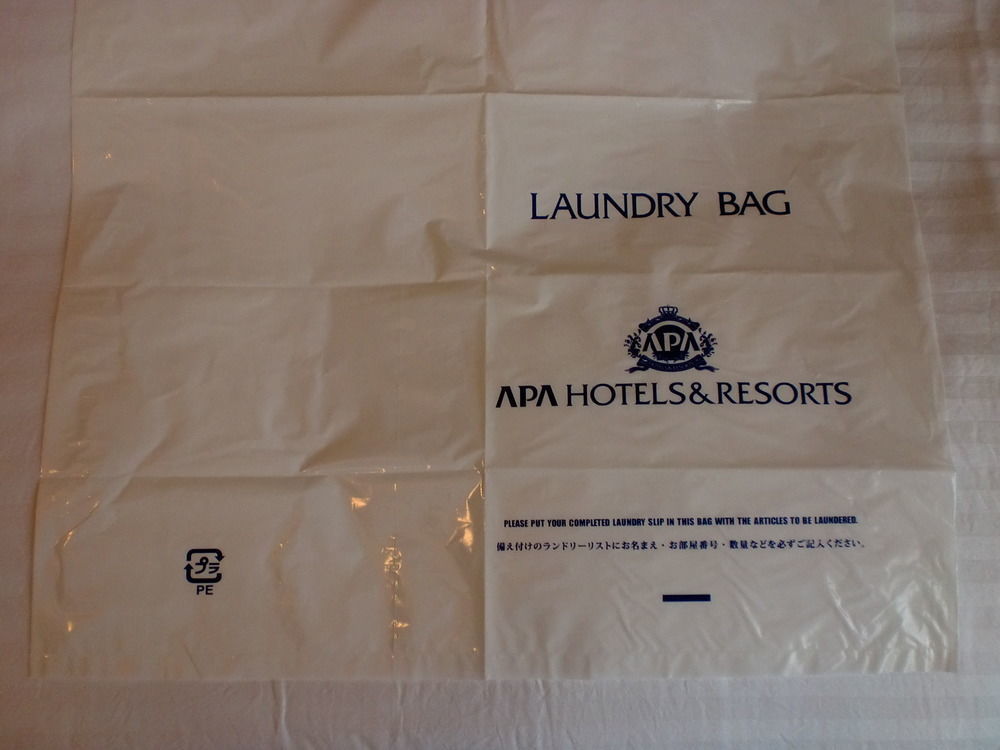 LAUNDRY BAG
APA
APA HOTELS&RESORTS
PLEASE PUT YOUR COMPLETED LAUNDRY SLIP IN THIS BAG WITH THE ARTICLES TO BE LAUNDERED.
備え付けのランドリーリストにお名まえ・お部屋番号・数量などを必ずご記入ください。
プラ
PE